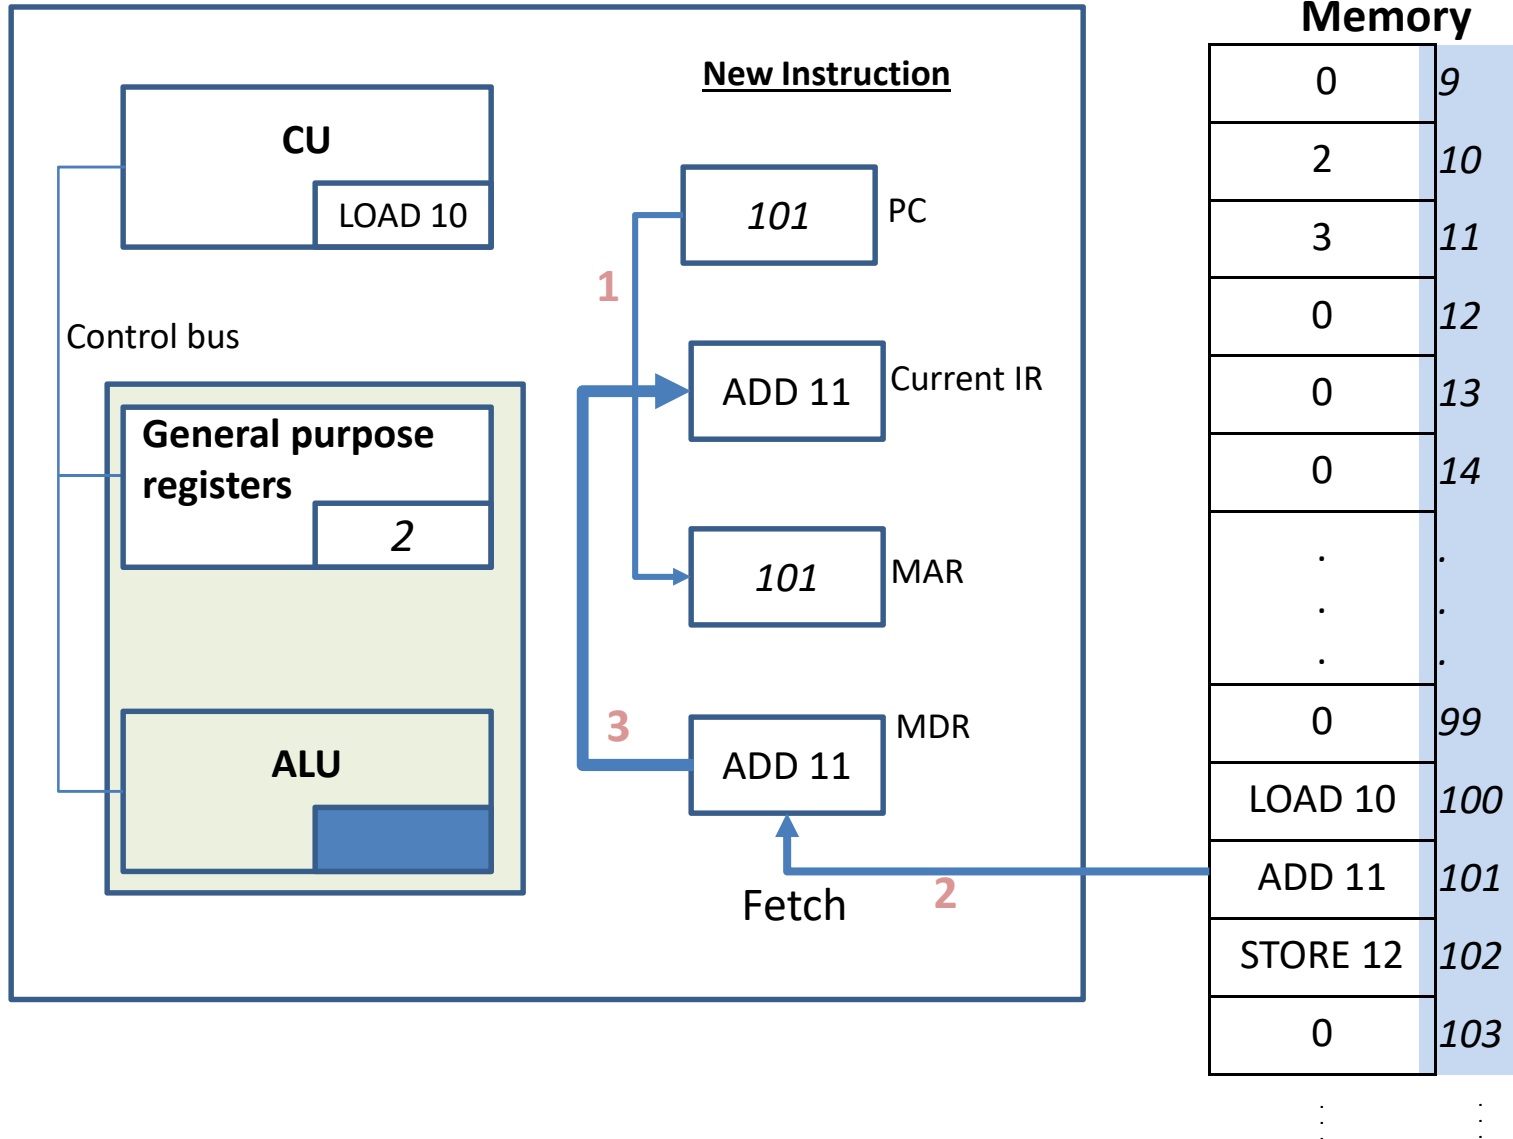 Memory
New Instruction
CU
LOAD 10
Control bus
General purpose
registers
2
ALU
101
PC
1
ADD 11
Current IR
101
MAR
3
ADD 11
MDR
Fetch
2
0 9
2 10
3 11
0 12
0 13
0 14
. .
. .
. .
0 99
LOAD 10 100
ADD 11 101
STORE 12 102
0 103
. .
. .
. .